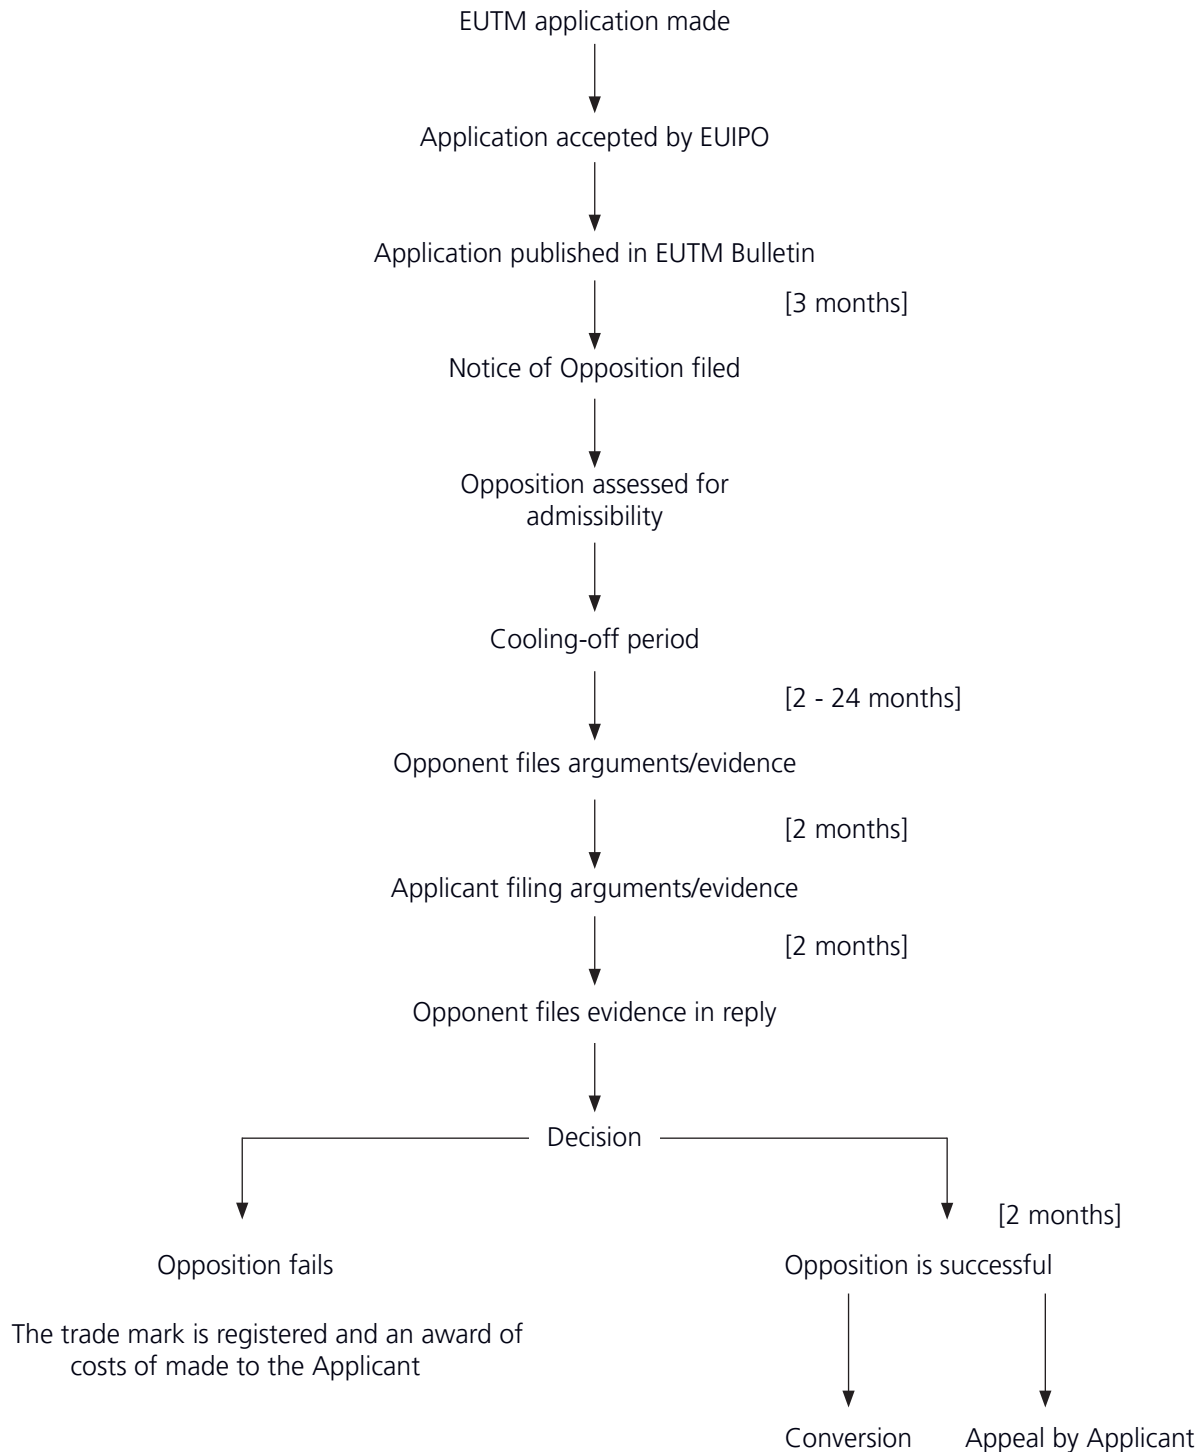 EUTM application made
Application accepted by EUIPO
Application published in EUTM Bulletin
[3 months]
Notice of Opposition filed
Opposition assessed for
admissibility
Cooling-off period
[2 - 24 months]
Opponent files arguments/evidence
[2 months]
Applicant filing arguments/evidence
[2 months]
Opponent files evidence in reply
Decision
[2 months]
Opposition fails
Opposition is successful
The trade mark is registered and an award of
costs of made to the Applicant
Conversion
Appeal by Applicant